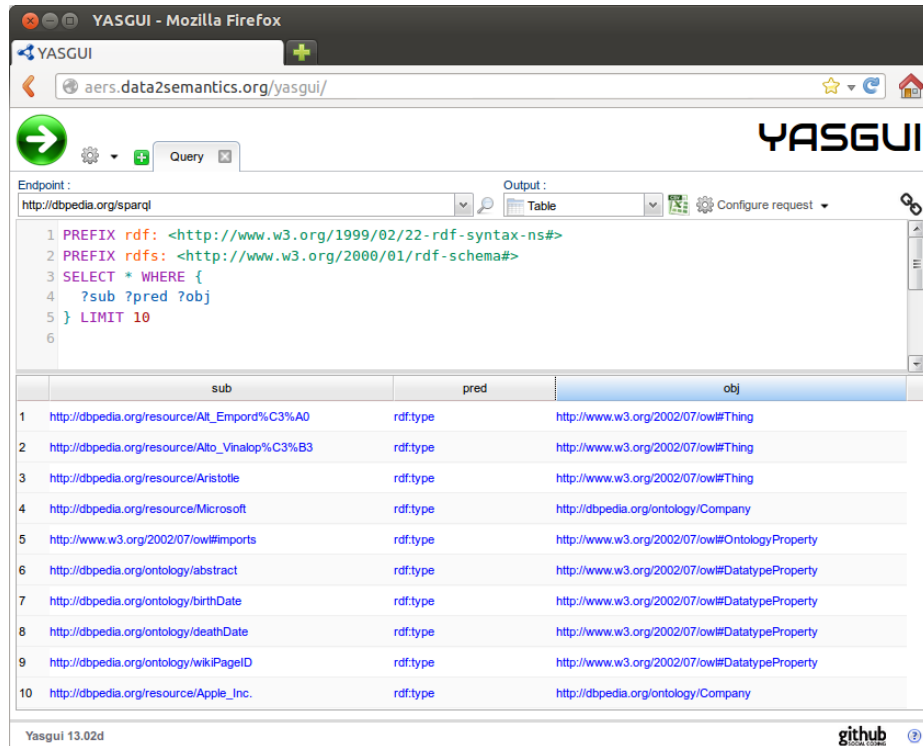 YASGUI - Mozilla Firefox
YASGUI
aers.data2semantics.org/yasgui/
YASGUI
Query
Endpoint :
Output :
http://dbpedia.org/sparql
Table
Configure request
1 PREFIX rdf: <http://www.w3.org/1999/02/22-rdf-syntax-ns#>
2 PREFIX rdfs: <http://www.w3.org/2000/01/rdf-schema#>
3 SELECT * WHERE {
4 ?sub ?pred ?obj
5 } LIMIT 10
6
sub pred obj
1 http://dbpedia.org/resource/Alt_Empord%C3%A0 rdf:type http://www.w3.org/2002/07/owl#Thing
2 http://dbpedia.org/resource/Alto_Vinalop%C3%B3 rdf:type http://www.w3.org/2002/07/owl#Thing
3 http://dbpedia.org/resource/Aristotle rdf:type http://www.w3.org/2002/07/owl#Thing
4 http://dbpedia.org/resource/Microsoft rdf:type http://dbpedia.org/ontology/Company
5 http://www.w3.org/2002/07/owl#imports rdf:type http://www.w3.org/2002/07/owl#OntologyProperty
6 http://dbpedia.org/ontology/abstract rdf:type http://www.w3.org/2002/07/owl#DatatypeProperty
7 http://dbpedia.org/ontology/birthDate rdf:type http://www.w3.org/2002/07/owl#DatatypeProperty
8 http://dbpedia.org/ontology/deathDate rdf:type http://www.w3.org/2002/07/owl#DatatypeProperty
9 http://dbpedia.org/ontology/wikiPageID rdf:type http://www.w3.org/2002/07/owl#DatatypeProperty
10 http://dbpedia.org/resource/Apple_Inc. rdf:type http://dbpedia.org/ontology/Company
Yasgui 13.02d
github
SOCIAL CODING